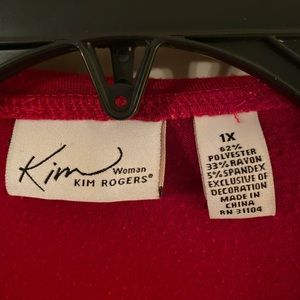 Kim Woman
KIM ROGERS®
1X
62%
POLYESTER
33% RAYON
5% SPANDEX
EXCLUSIVE OF
DECORATION
MADE IN
CHINA
RN 31104